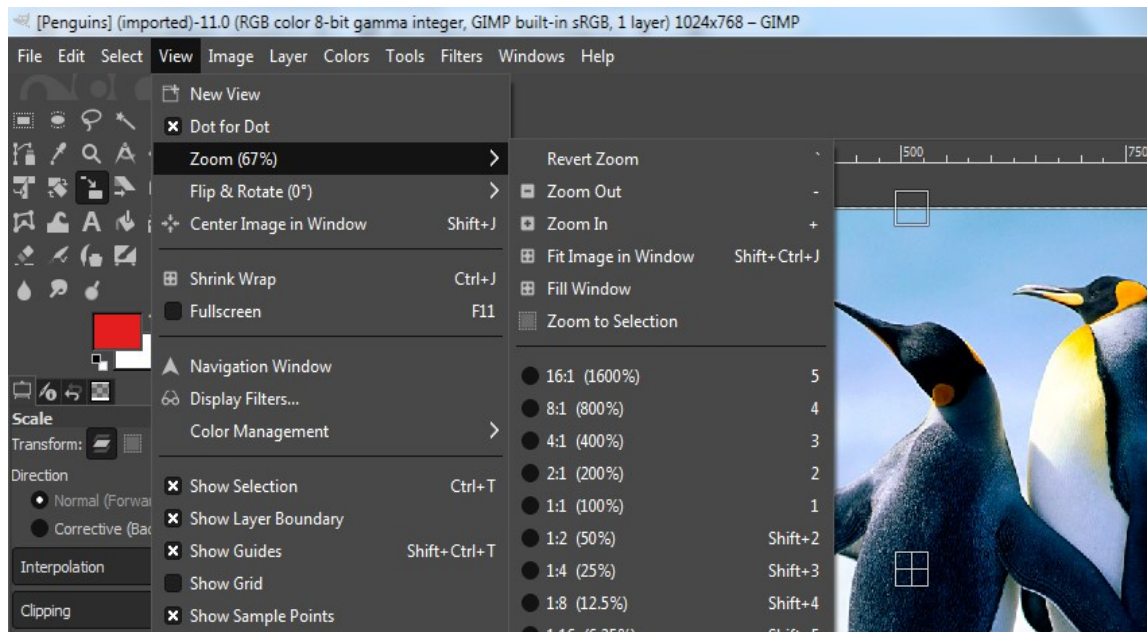 [Penguins] (imported)-11.0 (RGB color 8-bit gamma integer, GIMP built-in sRGB, 1 layer) 1024x768 – GIMP
File Edit Select View Image Layer Colors Tools Filters Windows Help
New View
Dot for Dot
Zoom (67%)
Flip & Rotate (0°)
Center Image in Window Shift+J
Shrink Wrap Ctrl+J
Fullscreen F11
Navigation Window
Display Filters...
Color Management
Show Selection Ctrl+T
Show Layer Boundary
Show Guides Shift+Ctrl+T
Show Grid
Show Sample Points
Revert Zoom `
Zoom Out -
Zoom In +
Fit Image in Window Shift+Ctrl+J
Fill Window
Zoom to Selection
16:1 (1600%) 5
8:1 (800%) 4
4:1 (400%) 3
2:1 (200%) 2
1:1 (100%) 1
1:2 (50%) Shift+2
1:4 (25%) Shift+3
1:8 (12.5%) Shift+4
500 750
Scale
Transform:
Direction
Normal (Forwa
Corrective (Ba
Interpolation
Clipping